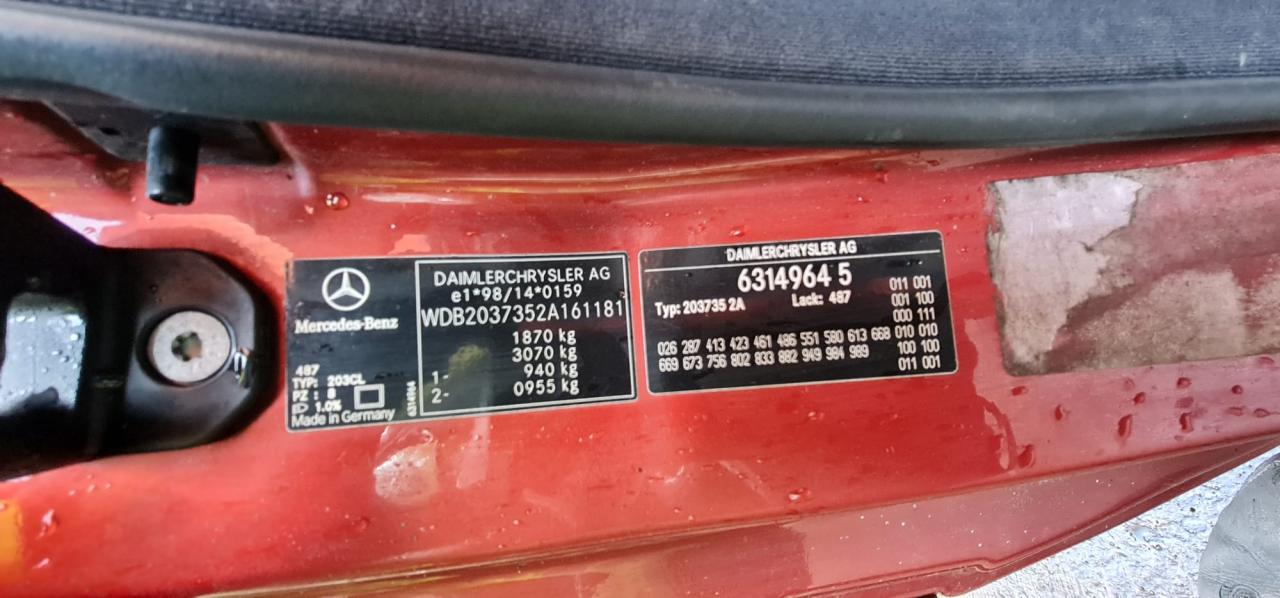 Mercedes-Benz
487
TYP: 203CL
PZ : 8
1.0%
Made in Germany
6314964
DAIMLERCHRYSLER AG
e1*98/14*0159
WDB2037352A161181
1870 kg
3070 kg
1- 940 kg
2- 0955 kg
DAIMLERCHRYSLER AG
6314964 5
Typ: 203735 2A Lack: 487
026 287 413 423 461 486 551 580 613 668
669 673 756 802 833 882 949 984 989
011 001
001 100
000 111
010 010
100 100
011 001